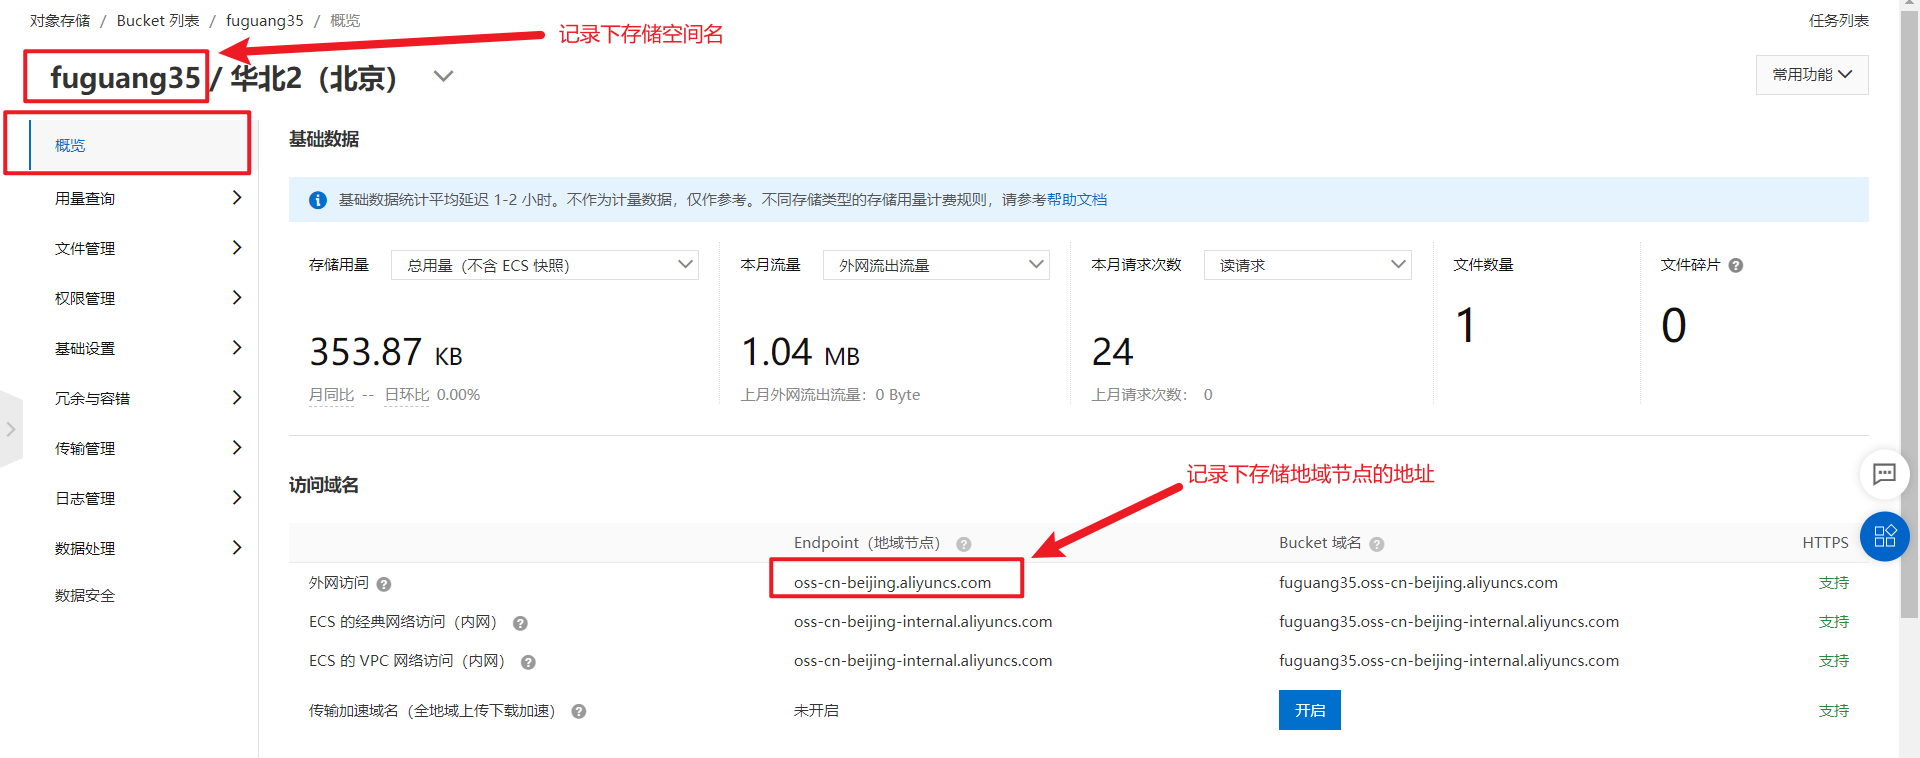 对象存储 / Bucket 列表 / fuguang35 / 概览
任务列表
记录下存储空间名
fuguang35 / 华北2（北京）
常用功能
概览
用量查询
文件管理
权限管理
基础设置
冗余与容错
传输管理
日志管理
数据处理
数据安全
基础数据
基础数据统计平均延迟 1-2 小时。不作为计量数据，仅作参考。不同存储类型的存储用量计费规则，请参考帮助文档
存储用量 总用量（不含 ECS 快照）
353.87 KB
月同比 -- 日环比 0.00%
本月流量 外网流出流量
1.04 MB
上月外网流出流量：0 Byte
本月请求次数 读请求
24
上月请求次数： 0
文件数量
1
文件碎片
0
访问域名
记录下存储地域节点的地址
Endpoint（地域节点） Bucket 域名 HTTPS
外网访问 oss-cn-beijing.aliyuncs.com fuguang35.oss-cn-beijing.aliyuncs.com 支持
ECS 的经典网络访问（内网） oss-cn-beijing-internal.aliyuncs.com fuguang35.oss-cn-beijing-internal.aliyuncs.com 支持
ECS 的 VPC 网络访问（内网） oss-cn-beijing-internal.aliyuncs.com fuguang35.oss-cn-beijing-internal.aliyuncs.com 支持
传输加速域名（全地域上传下载加速） 未开启 开启 支持